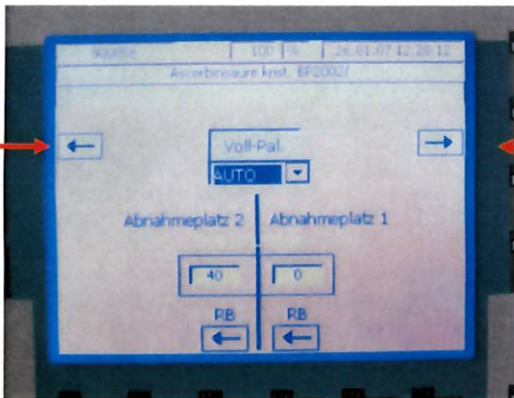 900056 100 % 26.01.07 12:28:12
Ascorbinsäure krist. BP2002/
Voll-Pal.
AUTO
Abnahmeplatz 2 Abnahmeplatz 1
40 0
RB RB